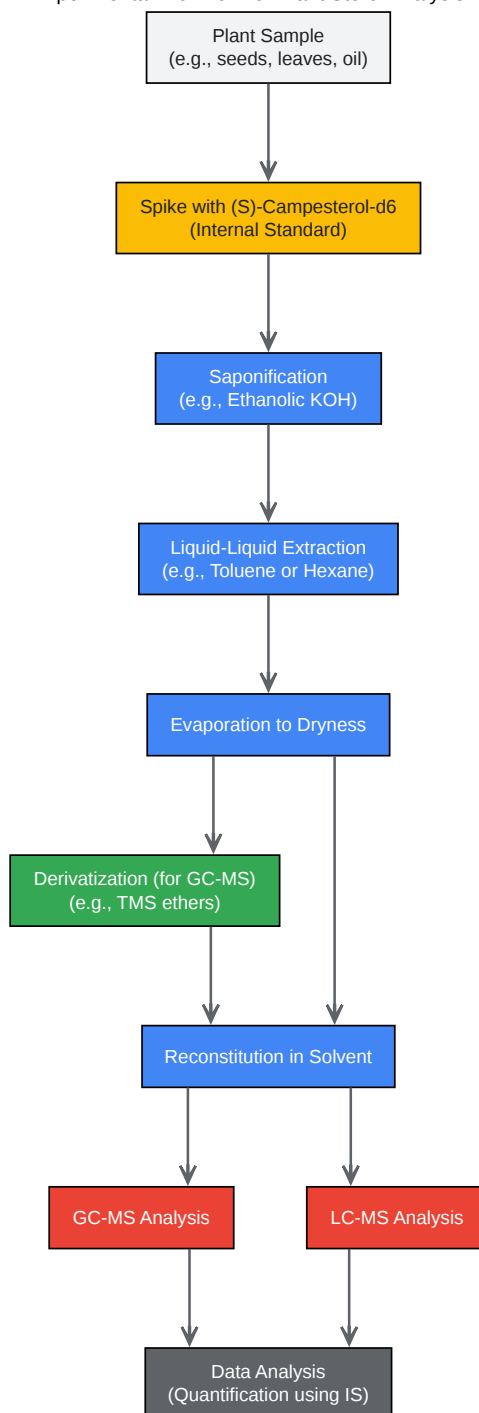 Plant Sample
(e.g., seeds, leaves, oil)
Spike with (S)-Campesterol-d6
(Internal Standard)
Saponification
(e.g., Ethanolic KOH)
Liquid-Liquid Extraction
(e.g., Toluene or Hexane)
Evaporation to Dryness
Derivatization (for GC-MS)
(e.g., TMS ethers)
Reconstitution in Solvent
GC-MS Analysis
LC-MS Analysis
Data Analysis
(Quantification using IS)